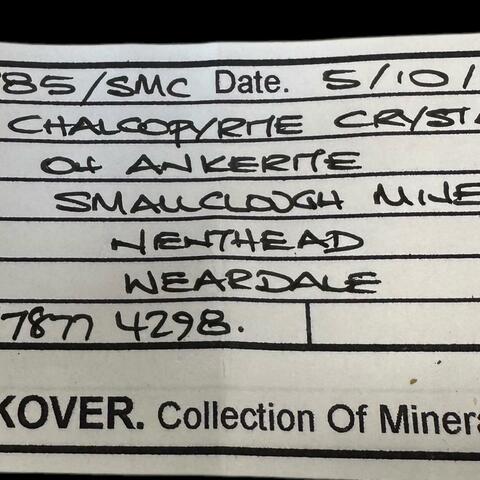 785/SMC Date. 5/10/
CHALCOPYRITE CRYSTA
ON ANKERITE
SMALLCLOUGH MINE
NENTHEAD
WEARDALE
7877 4298.
KOVER. Collection Of Minera